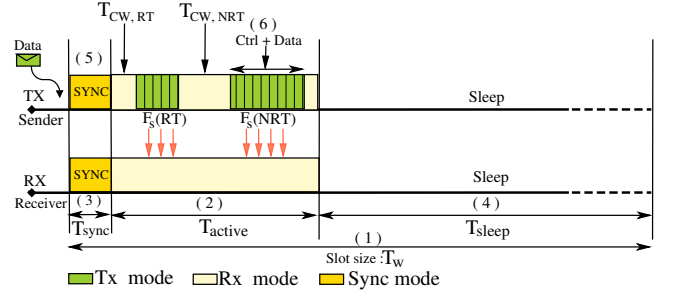 T_CW, RT
T_CW, NRT
( 6 )
Ctrl + Data
Data
( 5 )
TX
SYNC
Sleep
Sender
F_s(RT)
F_s(NRT)
SYNC
RX
Sleep
Receiver
( 3 )
( 2 )
( 4 )
T_sync
T_active
T_sleep
( 1 )
Slot size : T_w
Tx mode
Rx mode
Sync mode